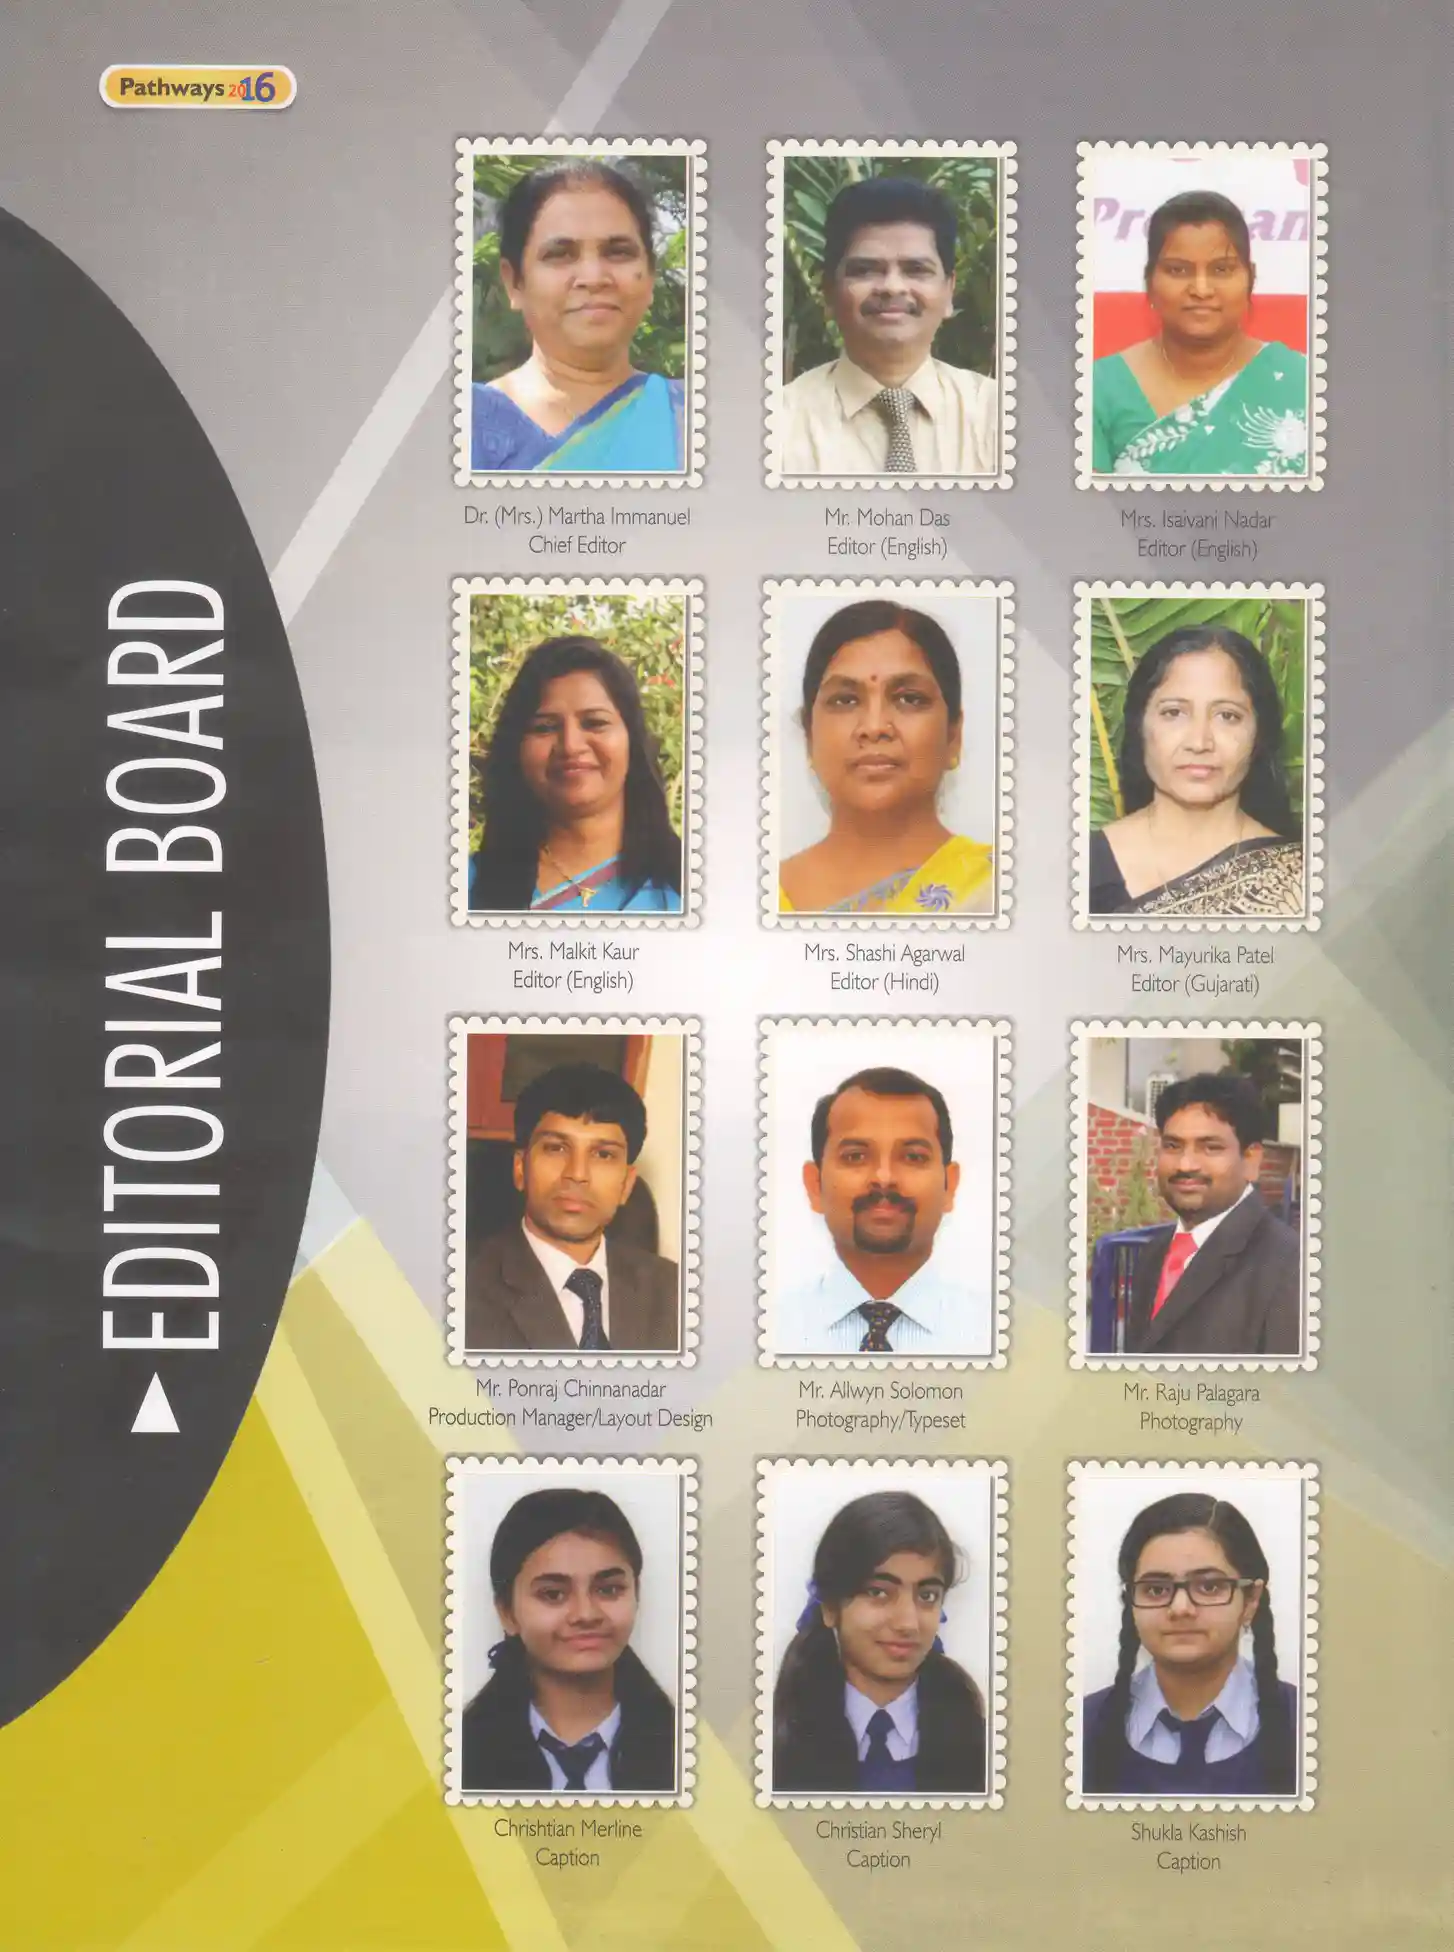 Pathways 2016
EDITORIAL BOARD
Dr. (Mrs.) Martha Immanuel
Chief Editor
Mr. Mohan Das
Editor (English)
Mrs. Isaivani Nadar
Editor (English)
Mrs. Malkit Kaur
Editor (English)
Mrs. Shashi Agarwal
Editor (Hindi)
Mrs. Mayurika Patel
Editor (Gujarati)
Mr. Ponraj Chinnanadar
Production Manager/Layout Design
Mr. Allwyn Solomon
Photography/Typeset
Mr. Raju Palagara
Photography
Chrishtian Merline
Caption
Christian Sheryl
Caption
Shukla Kashish
Caption